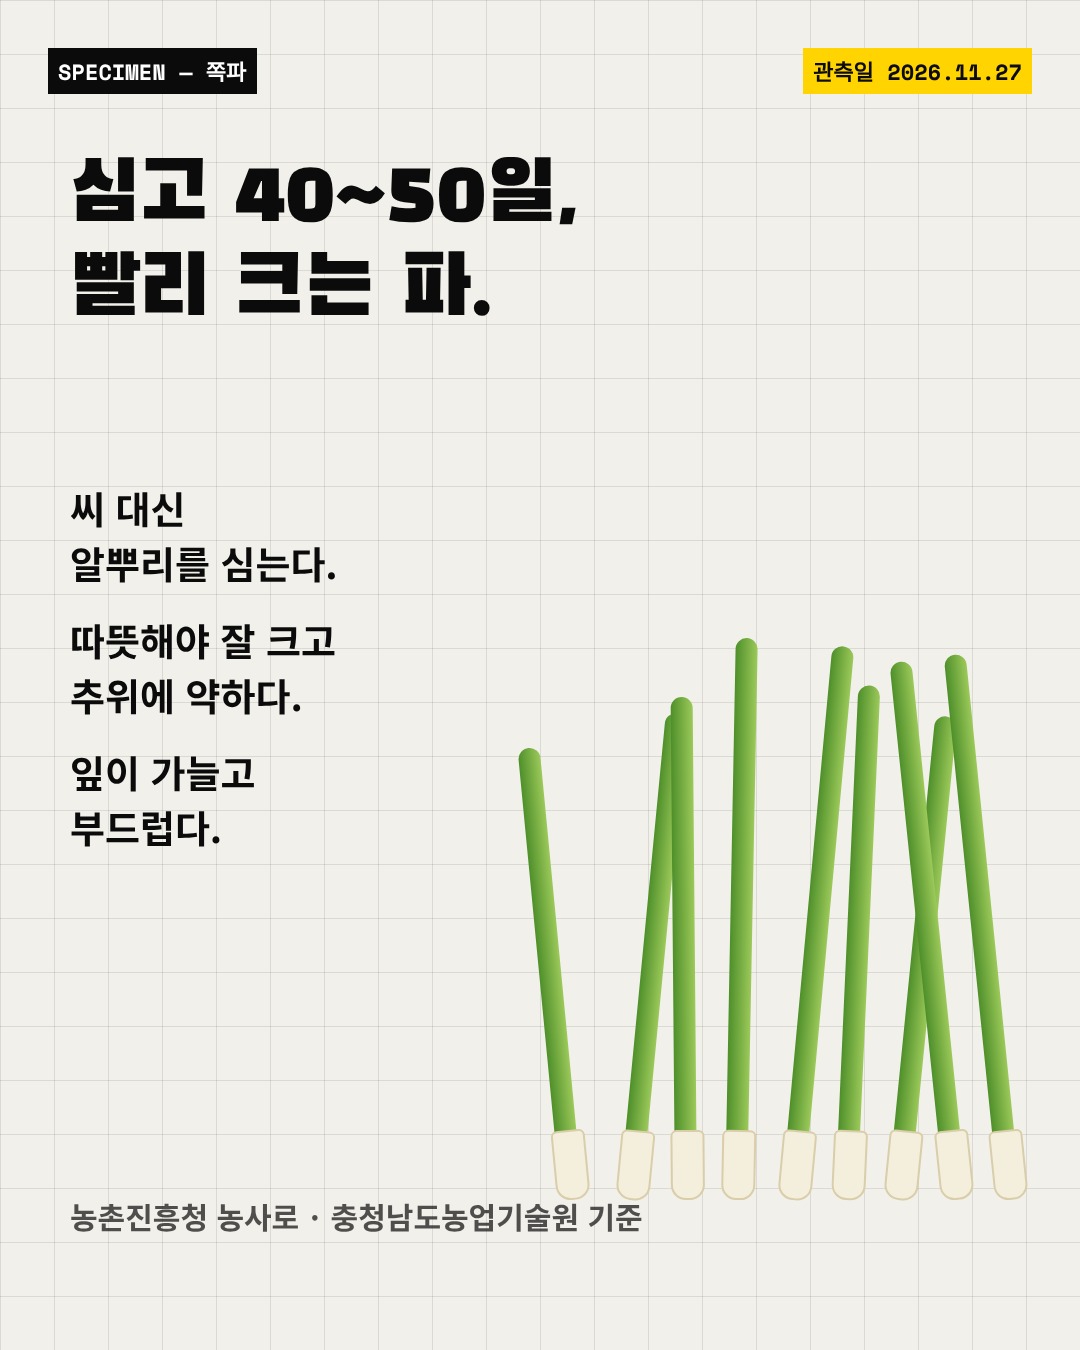 SPECIMEN — 쪽파
관측일 2026.11.27
심고 40~50일,
빨리 크는 파.
씨 대신
알뿌리를 심는다.
따뜻해야 잘 크고
추위에 약하다.
잎이 가늘고
부드럽다.
농촌진흥청 농사로 · 충청남도농업기술원 기준